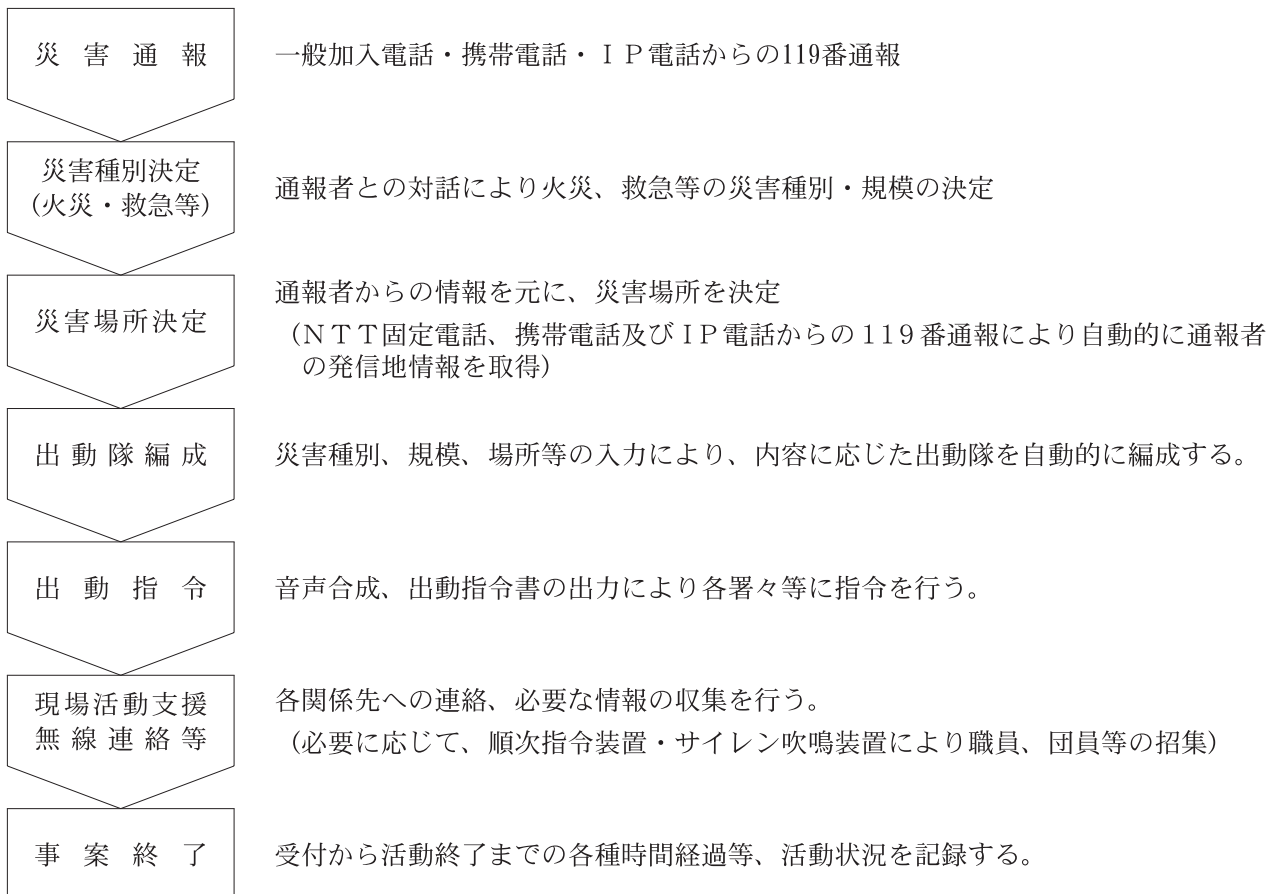 災害通報
一般加入電話・携帯電話・ＩＰ電話からの119番通報
災害種別決定
(火災・救急等)
通報者との対話により火災、救急等の災害種別・規模の決定
災害場所決定
通報者からの情報を元に、災害場所を決定
(ＮＴＴ固定電話、携帯電話及びIP電話からの119番通報により自動的に通報者
の発信地情報を取得)
出動隊編成
災害種別、規模、場所等の入力により、内容に応じた出動隊を自動的に編成する。
出動指令
音声合成、出動指令書の出力により各署々等に指令を行う。
現場活動支援
無線連絡等
各関係先への連絡、必要な情報の収集を行う。
(必要に応じて、順次指令装置・サイレン吹鳴装置により職員、団員等の招集)
事案終了
受付から活動終了までの各種時間経過等、活動状況を記録する。